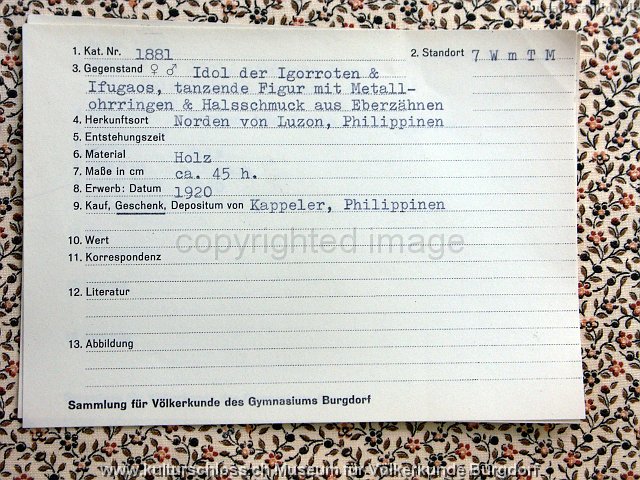 1. Kat. Nr. 1881 2. Standort 7 W m T M
3. Gegenstand ♀ ♂ Idol der Igorroten &
Ifugaos, tanzende Figur mit Metall-
ohrringen & Halsschmuck aus Eberzähnen
4. Herkunftsort Norden von Luzon, Philippinen
5. Entstehungszeit
6. Material Holz
7. Maße in cm ca. 45 h.
8. Erwerb: Datum 1920
9. Kauf, Geschenk, Depositum von Kappeler, Philippinen
10. Wert
copyrighted image
11. Korrespondenz
12. Literatur
13. Abbildung
Sammlung für Völkerkunde des Gymnasiums Burgdorf
www.kulturschloss.ch Museum für Völkerkunde Burgdorf